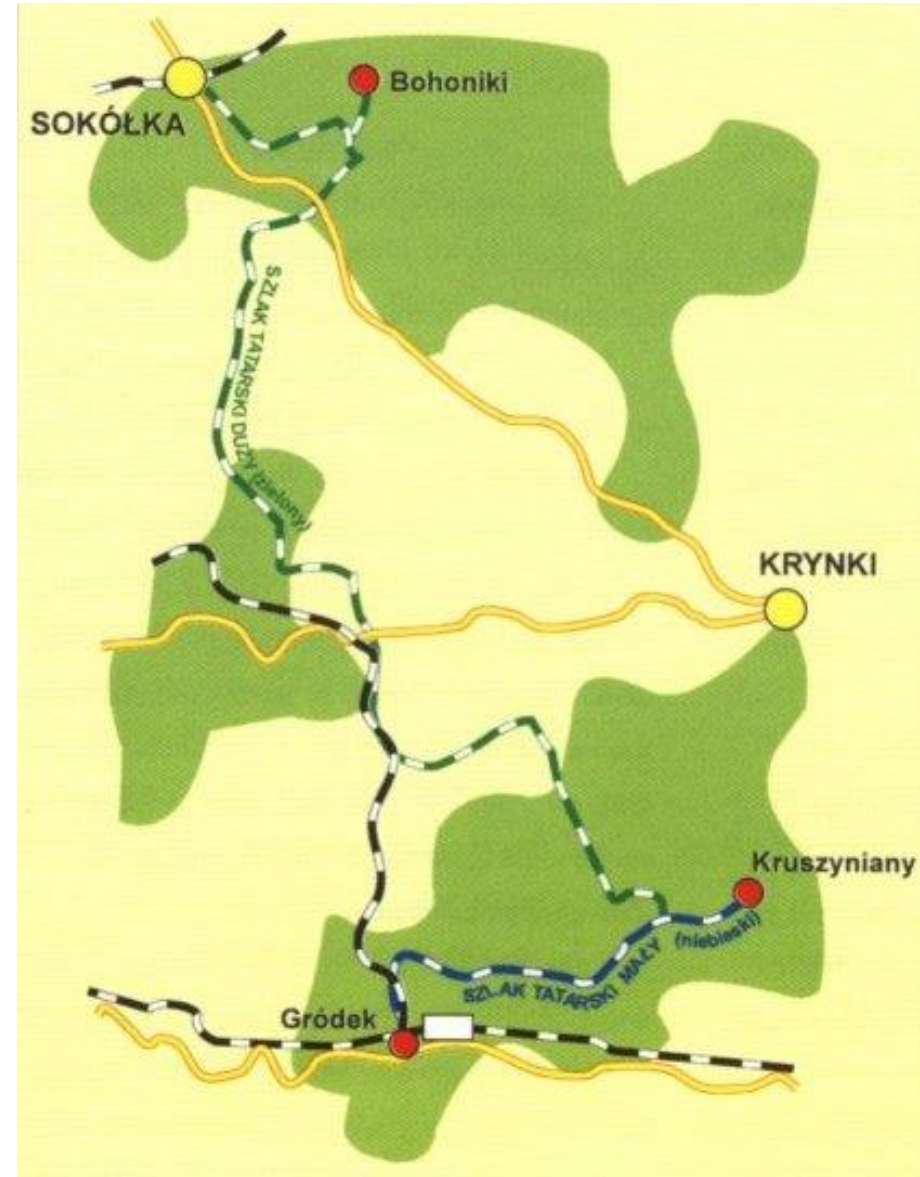 Bohoniki
SOKÓŁKA
SZLAK TATARSKI DUŻY (zielony)
KRYNKI
Kruszyniany
SZLAK TATARSKI MAŁY (niebieski)
Gródek